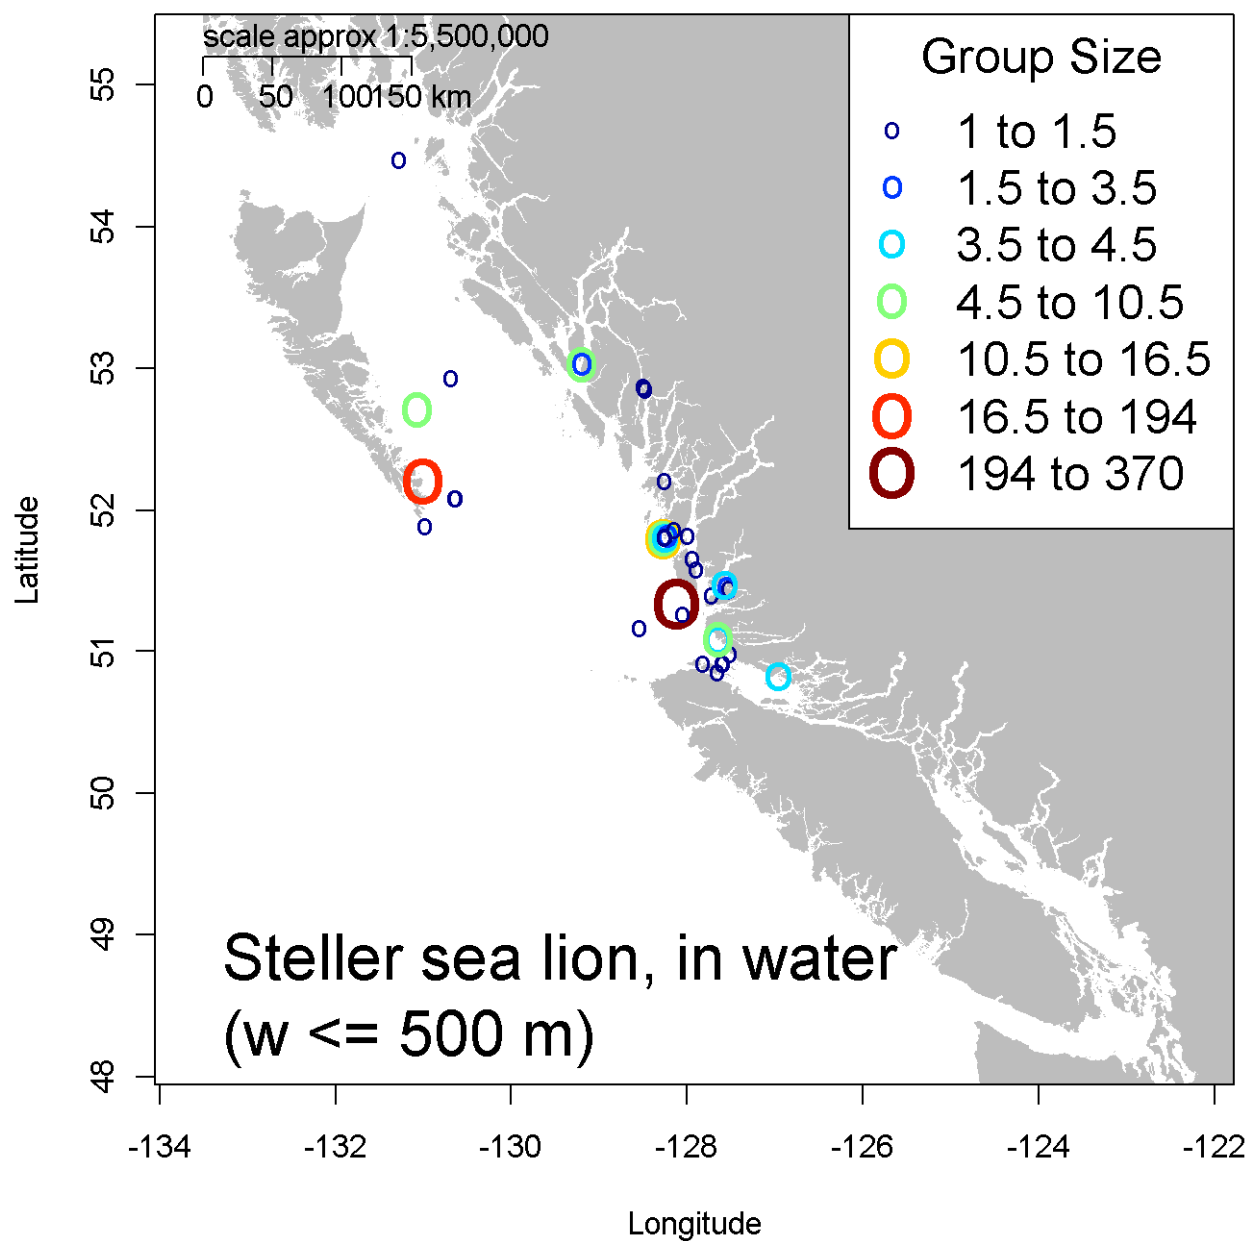 scale approx 1:5,500,000
0 50 100 150 km
Group Size
1 to 1.5
1.5 to 3.5
3.5 to 4.5
4.5 to 10.5
10.5 to 16.5
16.5 to 194
194 to 370
55
54
53
52
51
50
49
48
Latitude
Steller sea lion, in water
(w <= 500 m)
-134 -132 -130 -128 -126 -124 -122
Longitude